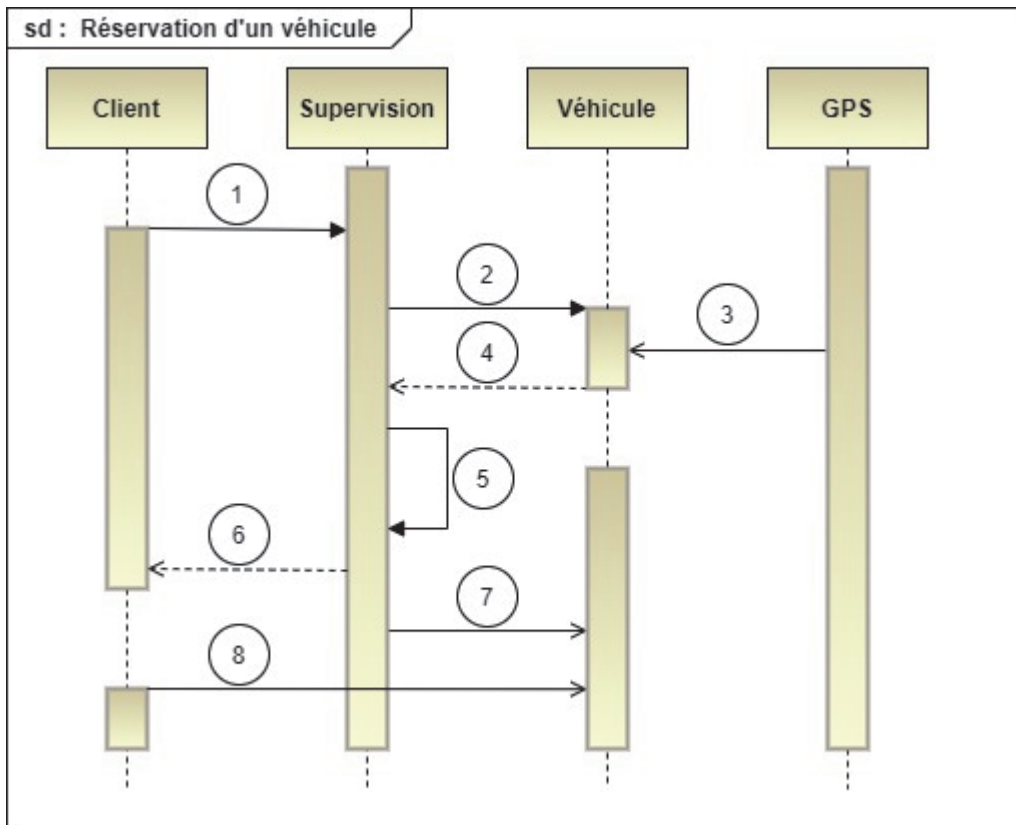 sd : Réservation d'un véhicule
Client
Supervision
Véhicule
GPS
1
2
3
4
5
6
7
8